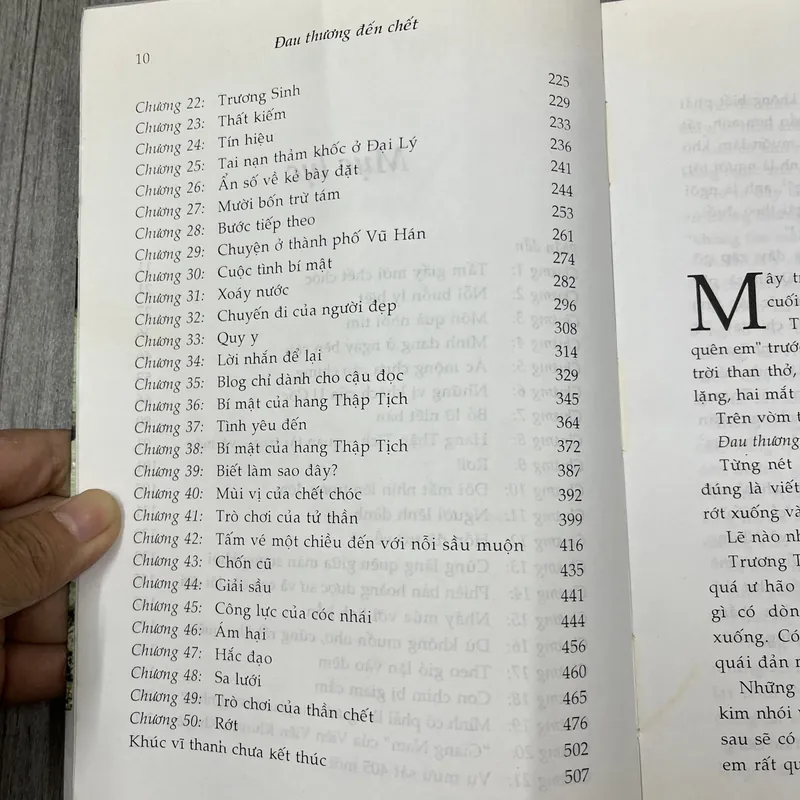 10 Đau thương đến chết
Chương 22: Trương Sinh 225
Chương 23: Thất kiếm 229
Chương 24: Tín hiệu 233
Chương 25: Tai nạn thảm khốc ở Đại Lý 236
Chương 26: Ẩn số về kẻ bày đặt 241
Chương 27: Mười bốn trừ tám 244
Chương 28: Bước tiếp theo 253
Chương 29: Chuyện ở thành phố Vũ Hán 261
Chương 30: Cuộc tình bí mật 274
Chương 31: Xoáy nước 282
Chương 32: Chuyến đi của người đẹp 296
Chương 33: Quy y 308
Chương 34: Lời nhắn để lại 314
Chương 35: Blog chỉ dành cho cậu đọc 329
Chương 36: Bí mật của hang Thập Tịch 345
Chương 37: Tình yêu đến 364
Chương 38: Bí mật của hang Thập Tịch 372
Chương 39: Biết làm sao đây? 387
Chương 40: Mùi vị của chết chóc 392
Chương 41: Trò chơi của tử thần 399
Chương 42: Tấm vé một chiều đến với nỗi sầu muộn 416
Chương 43: Chốn cũ 435
Chương 44: Giải sầu 441
Chương 45: Công lực của cóc nhái 444
Chương 46: Ám hại 456
Chương 47: Hắc đạo 460
Chương 48: Sa lưới 465
Chương 49: Trò chơi của thần chết 476
Chương 50: Rớt 502
Khúc vĩ thanh chưa kết thúc 507
Mây
cuối
quên em" trước
trời than thở,
lặng, hai mắt
Trên vòm
Đau thương
Từng nét
đúng là viết
rớt xuống
Lẽ nào
Trương
quá ư hão
gì có dòn
xuống. Có
quái đản
Những
kim nhói
sau sẽ có
em rất